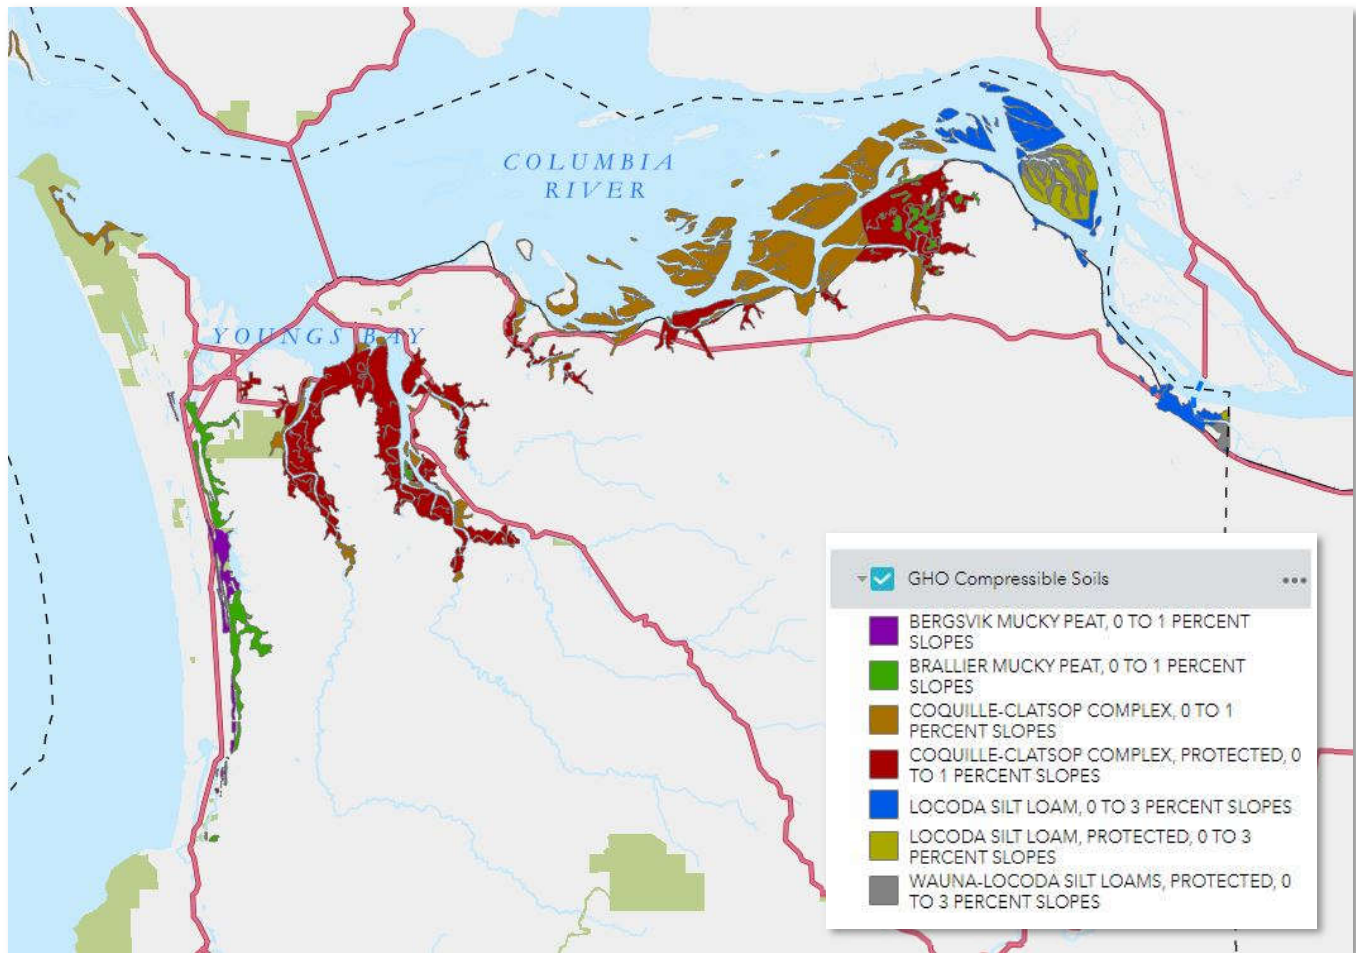 COLUMBIA
RIVER
YOUNGS BAY
GHO Compressible Soils
BERGSVIK MUCKY PEAT, 0 TO 1 PERCENT
SLOPES
BRALLIER MUCKY PEAT, 0 TO 1 PERCENT
SLOPES
COQUILLE-CLATSOP COMPLEX, 0 TO 1
PERCENT SLOPES
COQUILLE-CLATSOP COMPLEX, PROTECTED, 0
TO 1 PERCENT SLOPES
LOCODA SILT LOAM, 0 TO 3 PERCENT SLOPES
LOCODA SILT LOAM, PROTECTED, 0 TO 3
PERCENT SLOPES
WAUNA-LOCODA SILT LOAMS, PROTECTED, 0
TO 3 PERCENT SLOPES